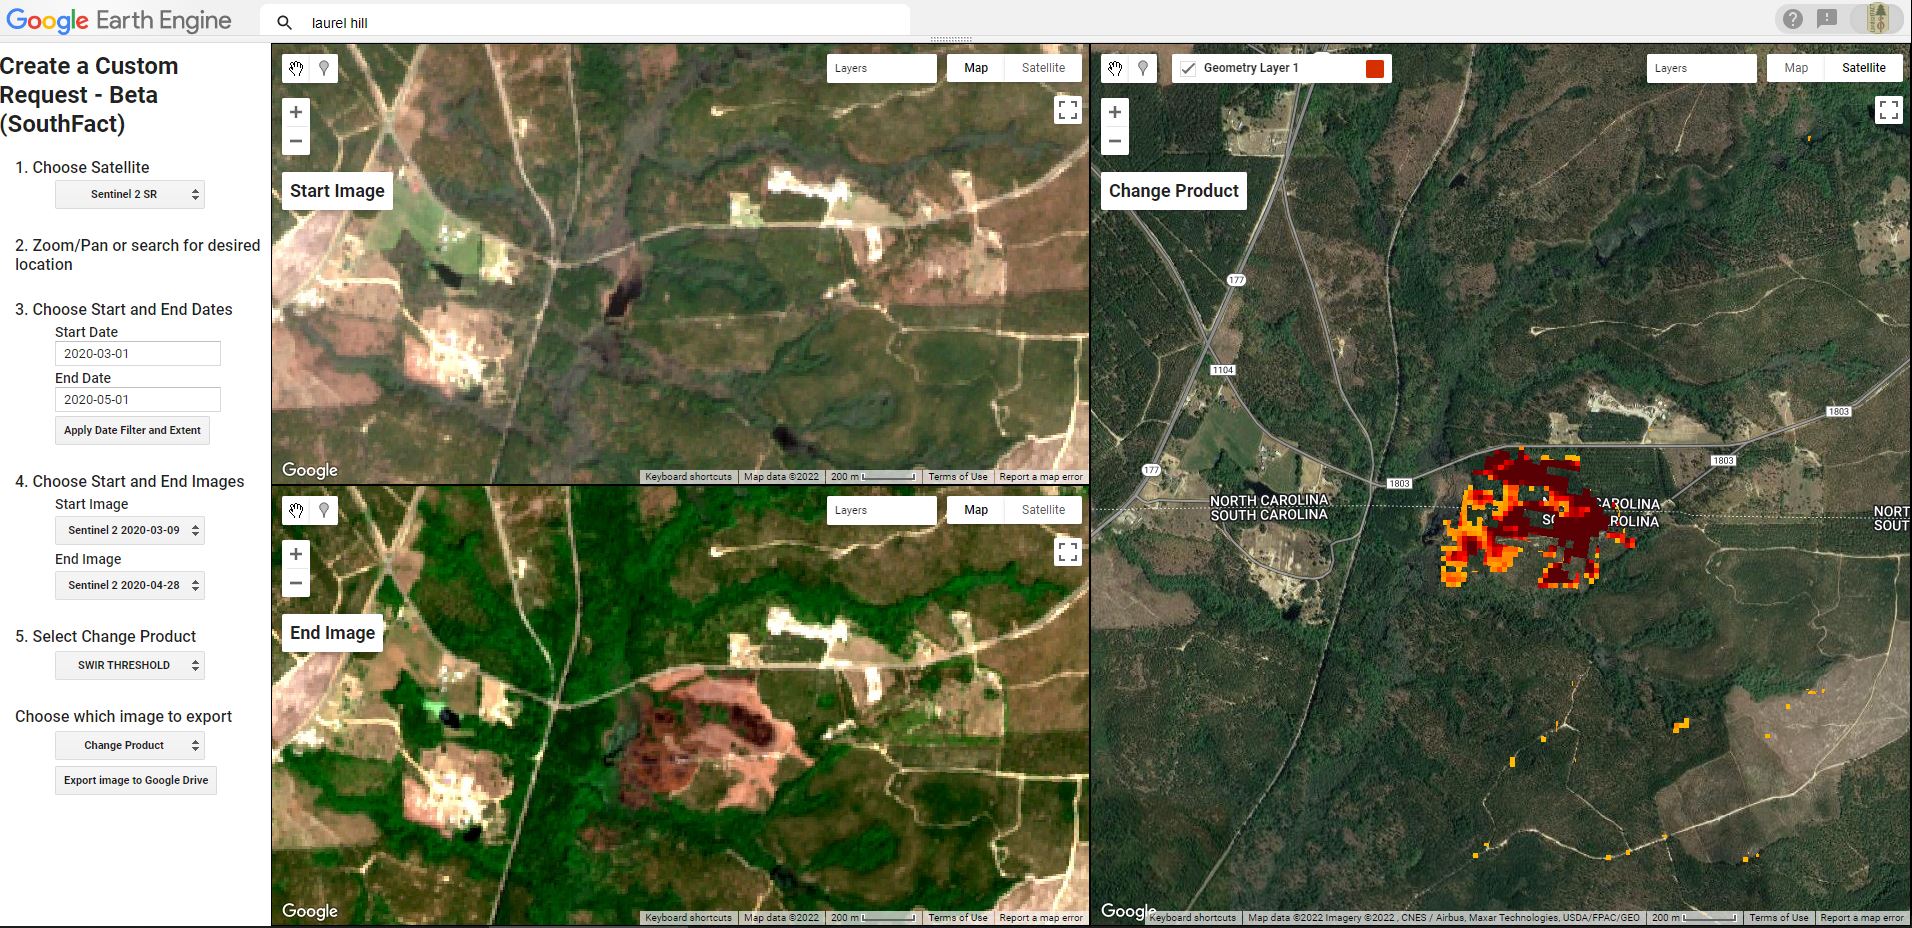 Google Earth Engine
laurel hill
Create a Custom
Request - Beta
(SouthFact)
1. Choose Satellite
Sentinel 2 SR
2. Zoom/Pan or search for desired
location
3. Choose Start and End Dates
Start Date
2020-03-01
End Date
2020-05-01
Apply Date Filter and Extent
4. Choose Start and End Images
Start Image
Sentinel 2 2020-03-09
End Image
Sentinel 2 2020-04-28
5. Select Change Product
SWIR THRESHOLD
Choose which image to export
Change Product
Export image to Google Drive
Layers
Map Satellite
+
−
Start Image
Google
Keyboard shortcuts Map data ©2022 200 m Terms of Use Report a map error
Layers
Map Satellite
+
−
End Image
Google
Keyboard shortcuts Map data ©2022 200 m Terms of Use Report a map error
Geometry Layer 1
Layers
Map Satellite
+
−
Change Product
177
1104
1803
177
1803
1803
NORTH CAROLINA
SOUTH CAROLINA
CAROLINA
ROLINA
NORT
SOUT
Google
Keyboard shortcuts Map data ©2022 Imagery ©2022 , CNES / Airbus, Maxar Technologies, USDA/FPAC/GEO 200 m Terms of Use Report a map error